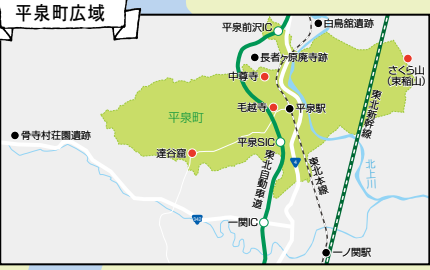 平泉町広域
平泉前沢IC
白鳥舘遺跡
長者ヶ原廃寺跡
中尊寺
さくら山
（束稲山）
毛越寺
平泉駅
平泉町
東北新幹線
骨寺村荘園遺跡
平泉SIC
達谷窟
4
東北本線
北上川
東北自動車道
342
一関IC
一ノ関駅